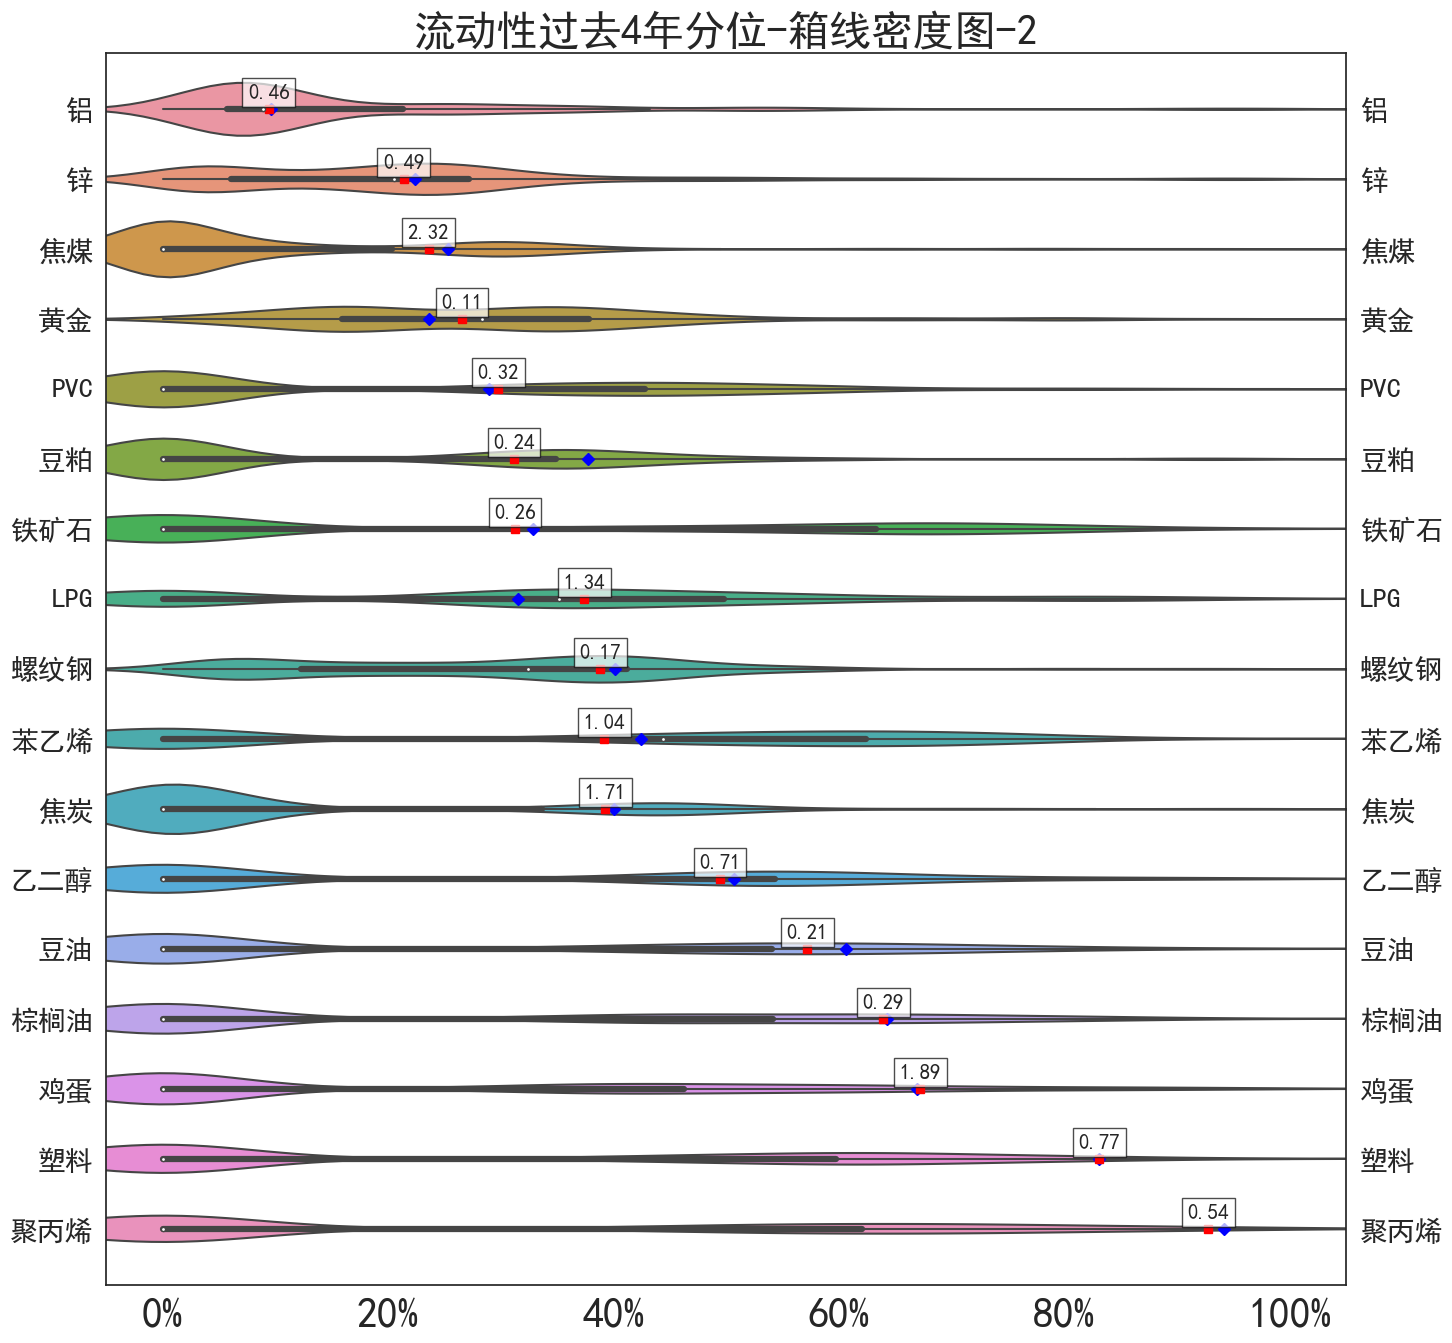 流动性过去4年分位-箱线密度图-2
铝 0.46 铝
锌 0.49 锌
焦煤 2.32 焦煤
黄金 0.11 黄金
PVC 0.32 PVC
豆粕 0.24 豆粕
铁矿石 0.26 铁矿石
LPG 1.34 LPG
螺纹钢 0.17 螺纹钢
苯乙烯 1.04 苯乙烯
焦炭 1.71 焦炭
乙二醇 0.71 乙二醇
豆油 0.21 豆油
棕榈油 0.29 棕榈油
鸡蛋 1.89 鸡蛋
塑料 0.77 塑料
聚丙烯 0.54 聚丙烯
0% 20% 40% 60% 80% 100%